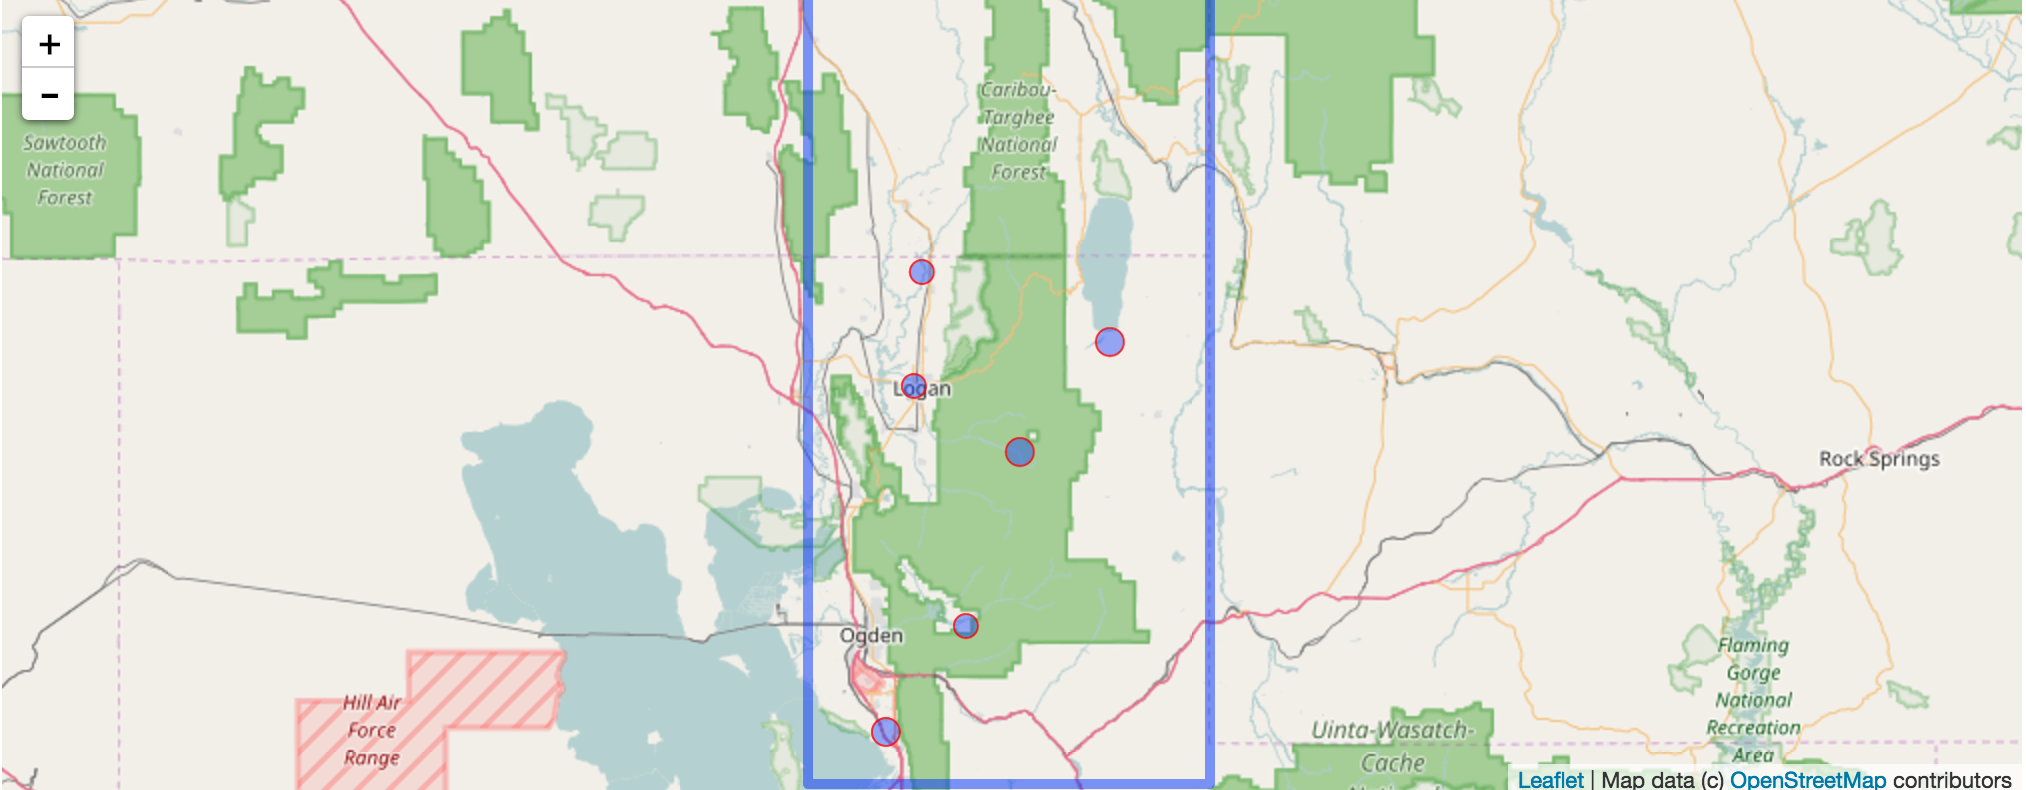 +
-
Sawtooth
National
Forest
Caribou-
Targhee
National
Forest
Logan
Rock Springs
Ogden
Hill Air
Force
Range
Flaming
Gorge
National
Recreation
Area
Uinta-Wasatch-
Cache
Leaflet | Map data (c) OpenStreetMap contributors